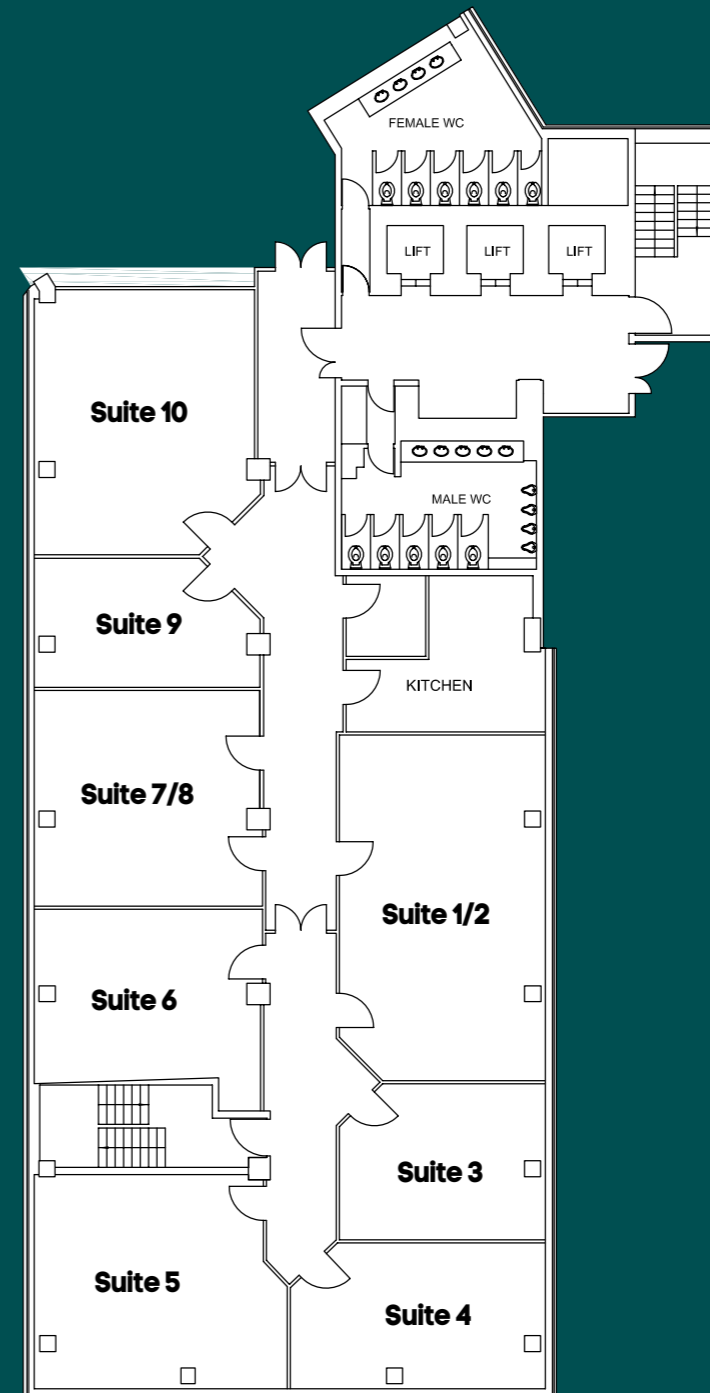 FEMALE WC
LIFT
LIFT
LIFT
Suite 10
MALE WC
Suite 9
KITCHEN
Suite 7/8
Suite 1/2
Suite 6
Suite 3
Suite 5
Suite 4